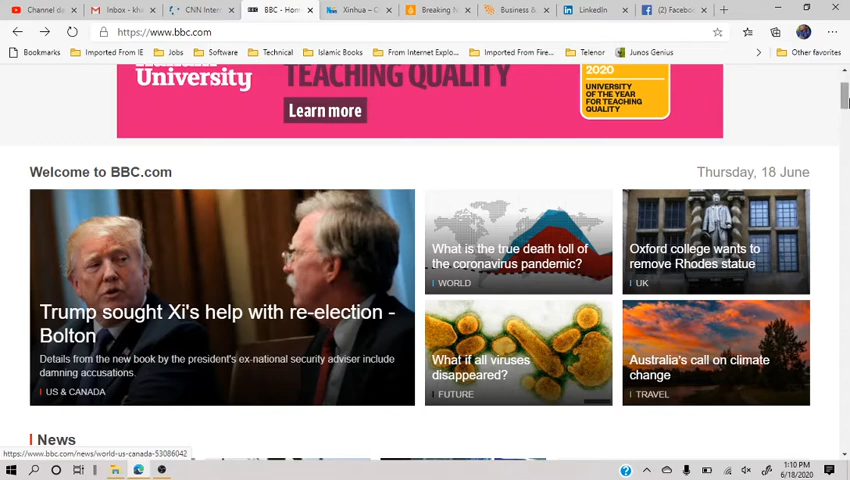 Channel da
Inbox - kha
CNN Intern
BBC - Hom
Xinhua –
Breaking N
Business &
LinkedIn
(2) Faceboo
https://www.bbc.com
Bookmarks
Imported From IE
Jobs
Software
Technical
Islamic Books
From Internet Explo...
Imported From Fire...
Telenor
Junos Genius
Other favorites
University
TEACHING QUALITY
Learn more
2020
UNIVERSITY
OF THE YEAR
FOR TEACHING
QUALITY
Welcome to BBC.com
Thursday, 18 June
Trump sought Xi's help with re-election -
Bolton
Details from the new book by the president's ex-national security adviser include
damning accusations.
US & CANADA
What is the true death toll of
the coronavirus pandemic?
WORLD
Oxford college wants to
remove Rhodes statue
UK
What if all viruses
disappeared?
FUTURE
Australia's call on climate
change
TRAVEL
News
https://www.bbc.com/news/world-us-canada-53086042
1:10 PM
6/18/2020